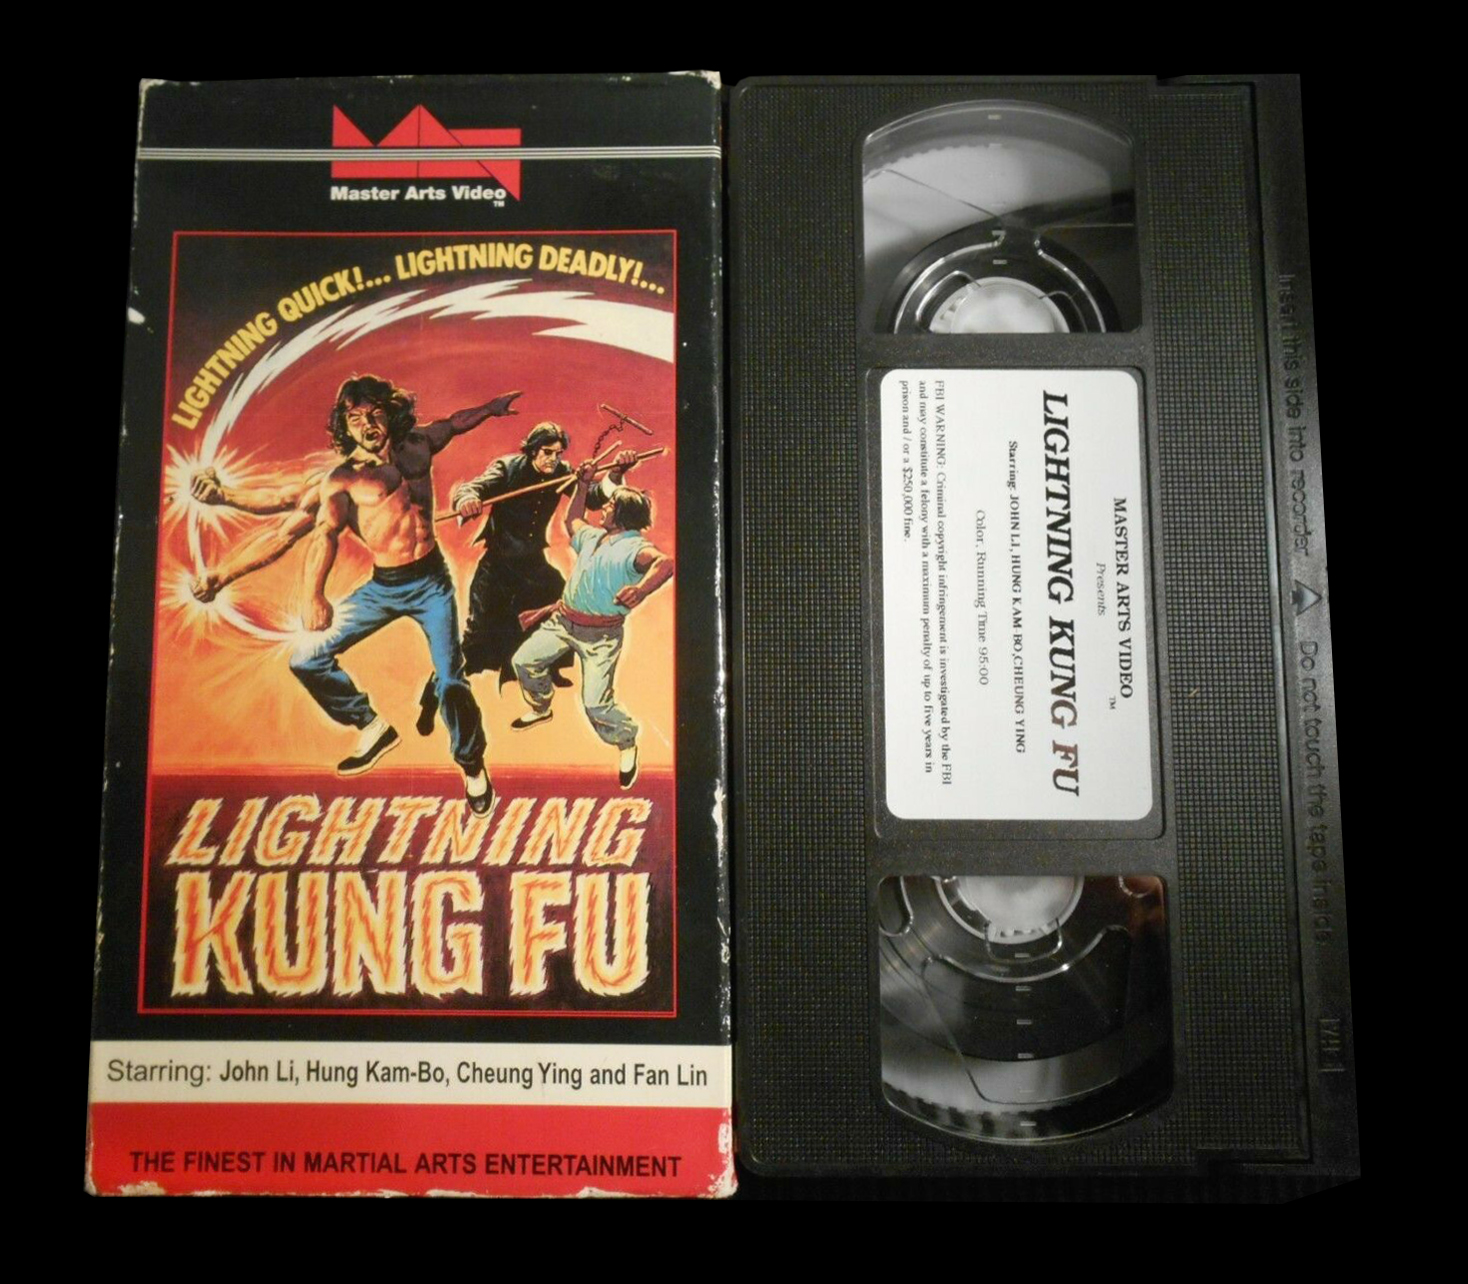 Master Arts Video
TM
LIGHTNING QUICK!... LIGHTNING DEADLY!...
LIGHTNING
KUNG FU
Starring: John Li, Hung Kam-Bo, Cheung Ying and Fan Lin
THE FINEST IN MARTIAL ARTS ENTERTAINMENT
MASTER ARTS VIDEO
TM
Presents
LIGHTNING KUNG FU
Starring: JOHN LI, HUNG KAM-BO,CHEUNG YING
Color, Running Time 95:00
FBI WARNING: Criminal copyright infringement is investigated by the FBI
and may constitute a felony with a maximum penalty of up to five years in
prison and / or a $250,000 fine.
Insert this side into recorder
Do not touch the tape inside